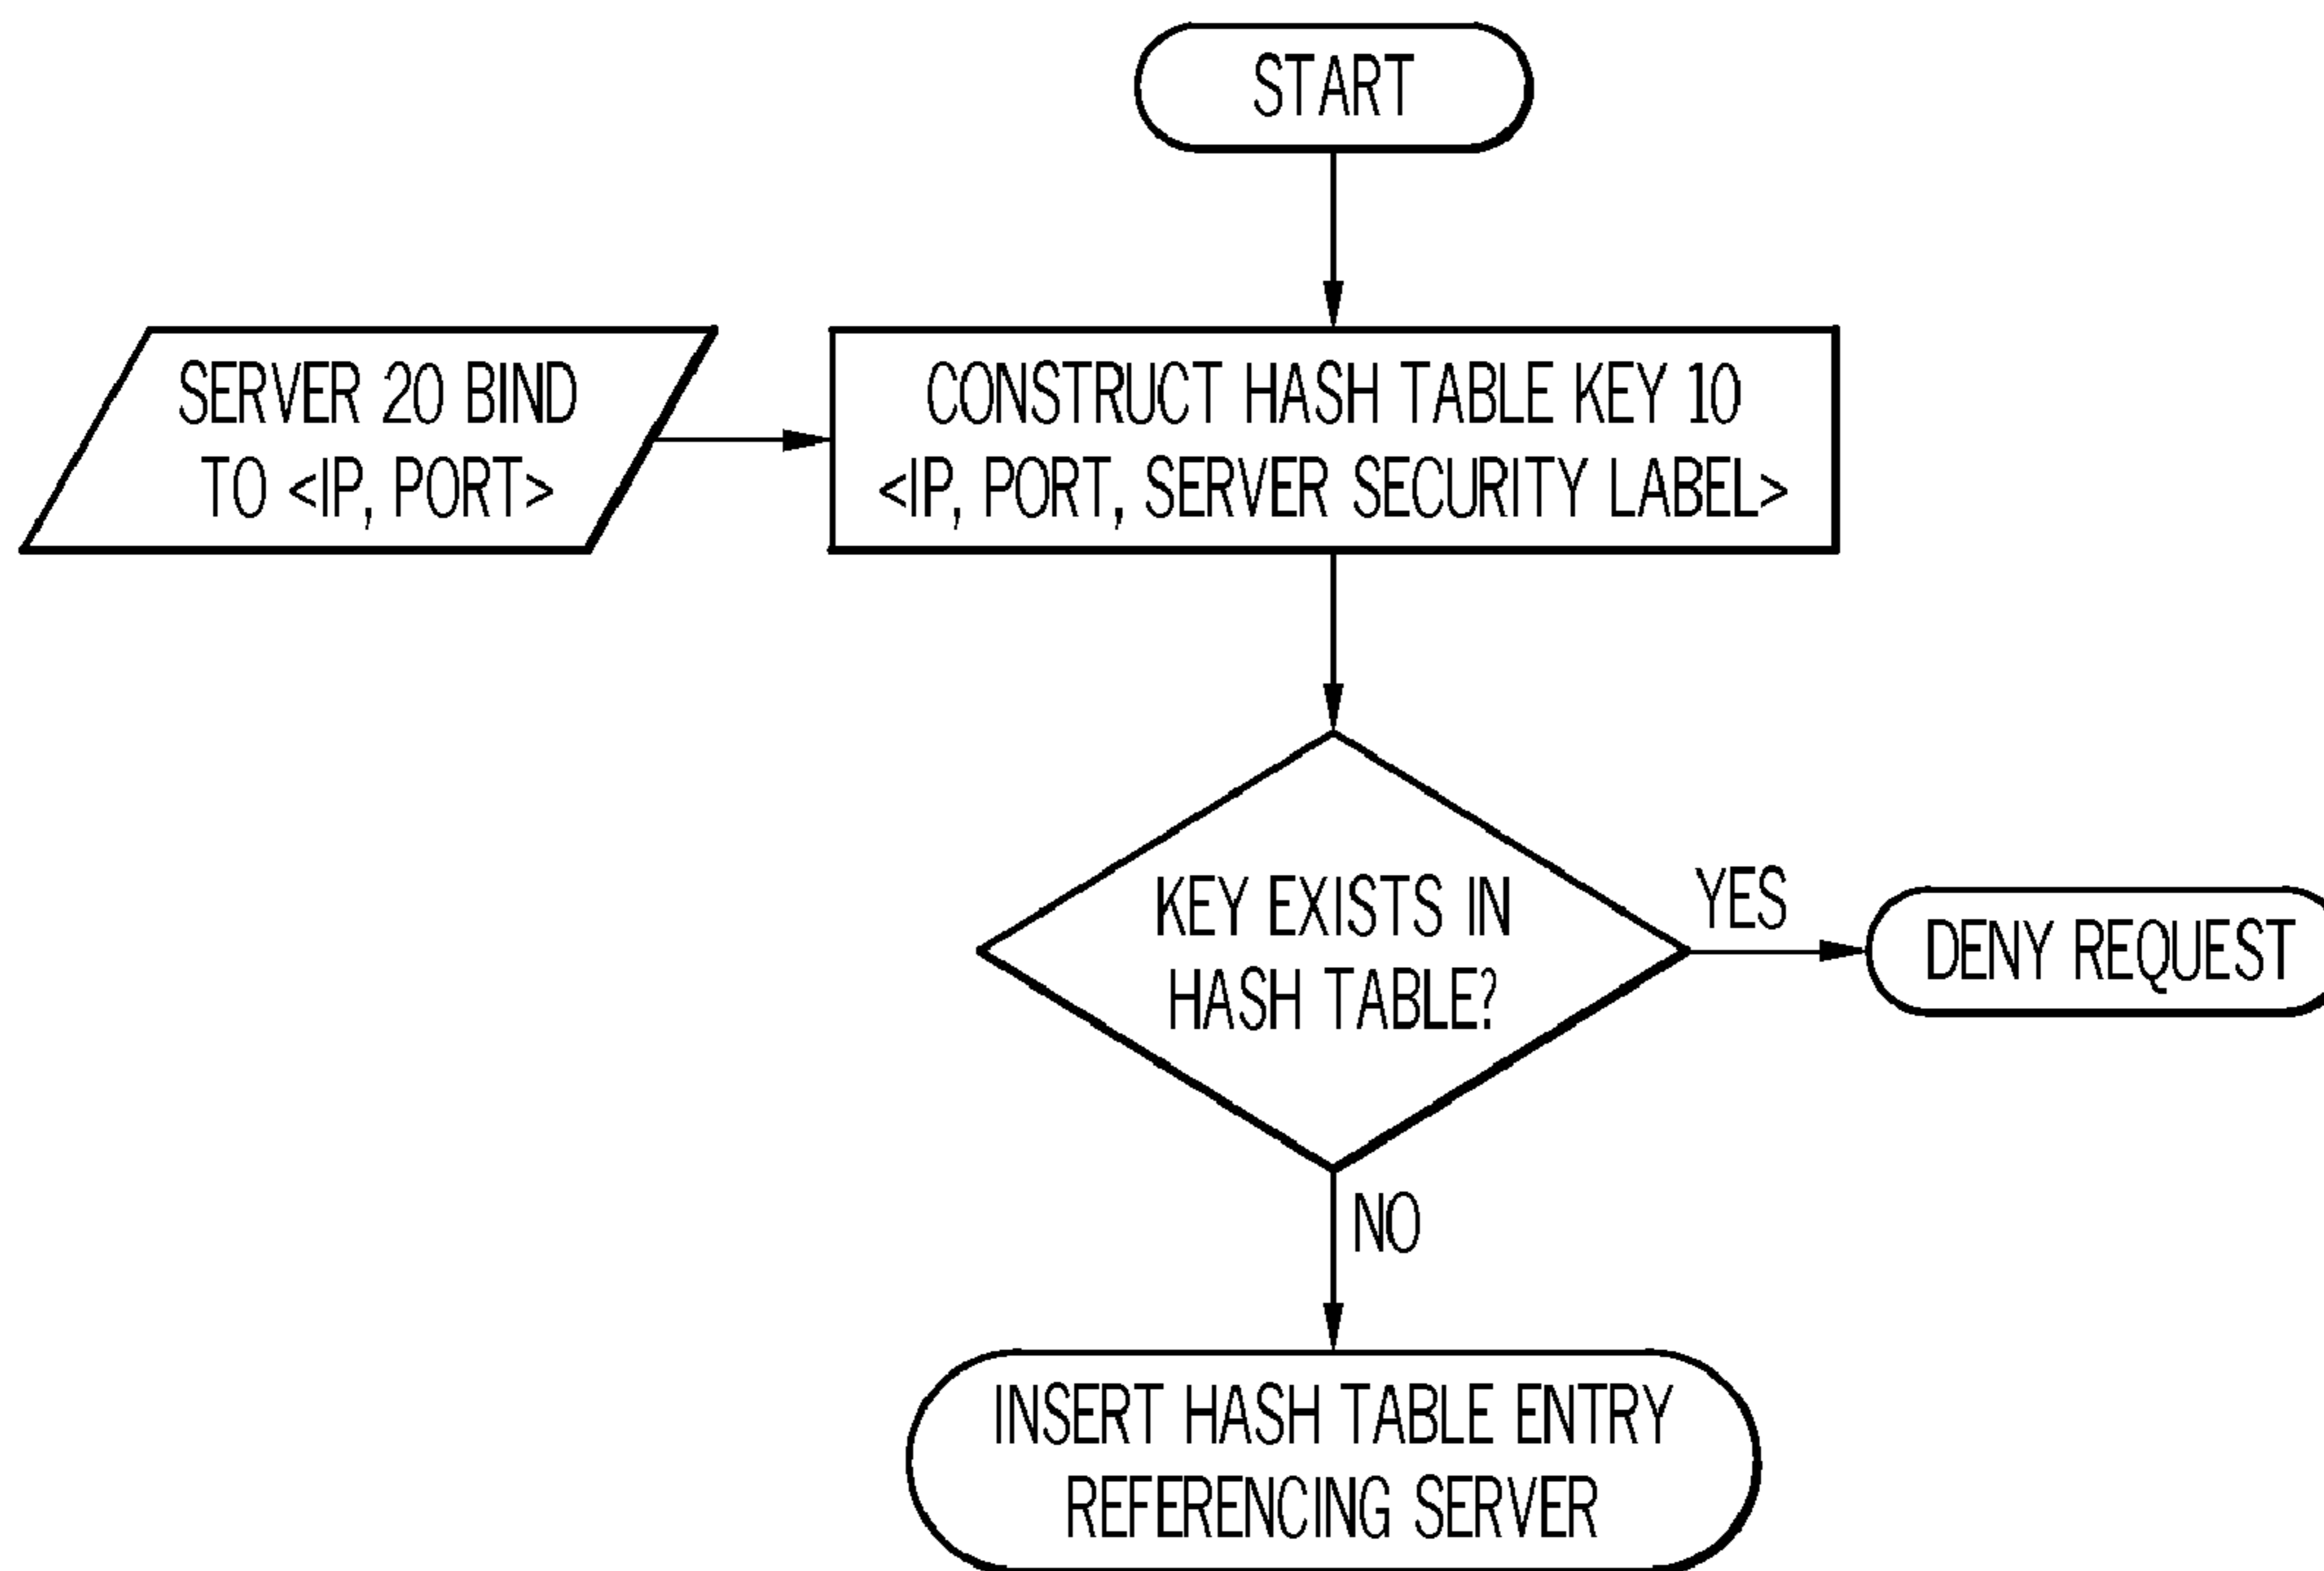 START
SERVER 20 BIND
TO <IP, PORT>
CONSTRUCT HASH TABLE KEY 10
<IP, PORT, SERVER SECURITY LABEL>
KEY EXISTS IN
HASH TABLE?
YES
DENY REQUEST
NO
INSERT HASH TABLE ENTRY
REFERENCING SERVER